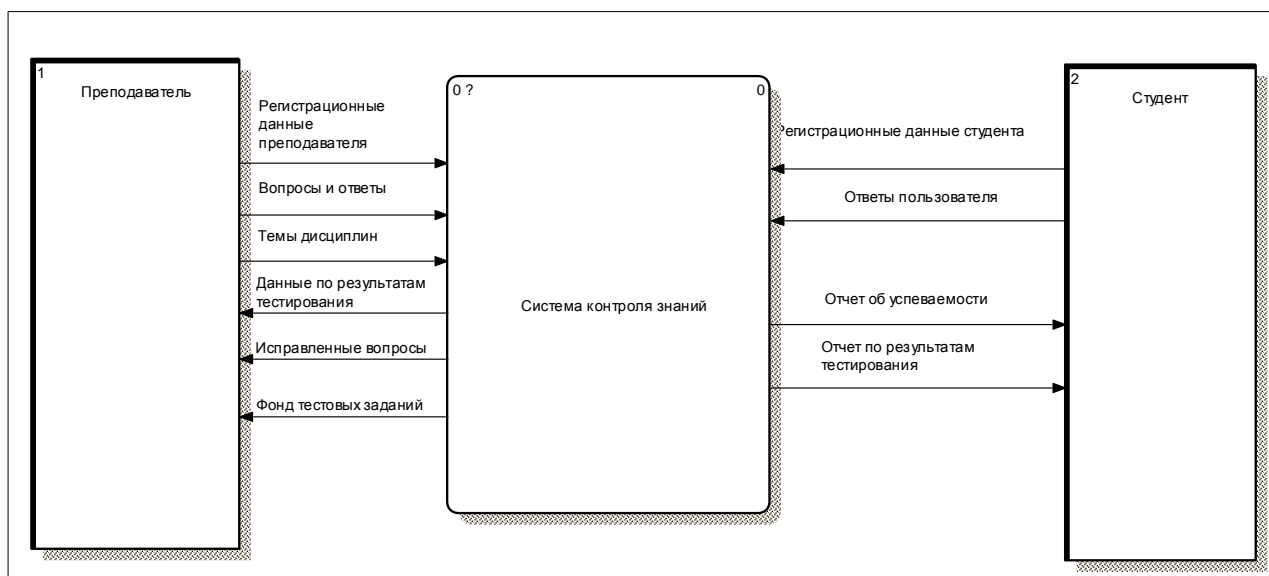 1
Преподаватель
Регистрационные
данные
преподавателя
Вопросы и ответы
Темы дисциплин
Данные по результатам
тестирования
Исправленные вопросы
Фонд тестовых заданий
0 ?
0
Система контроля знаний
Регистрационные данные студента
Ответы пользователя
Отчет об успеваемости
Отчет по результатам
тестирования
2
Студент